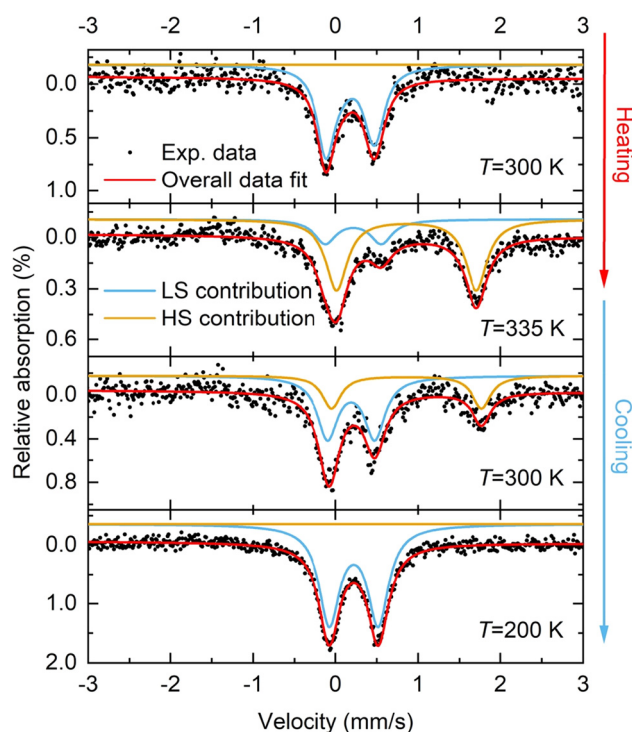 -3 -2 -1 0 1 2 3
0.0
0.5
1.0
Exp. data
Overall data fit
T=300 K
Heating
0.0
0.3
0.6
LS contribution
HS contribution
T=335 K
Relative absorption (%)
0.0
0.4
0.8
T=300 K
Cooling
0.0
1.0
2.0
T=200 K
-3 -2 -1 0 1 2 3
Velocity (mm/s)